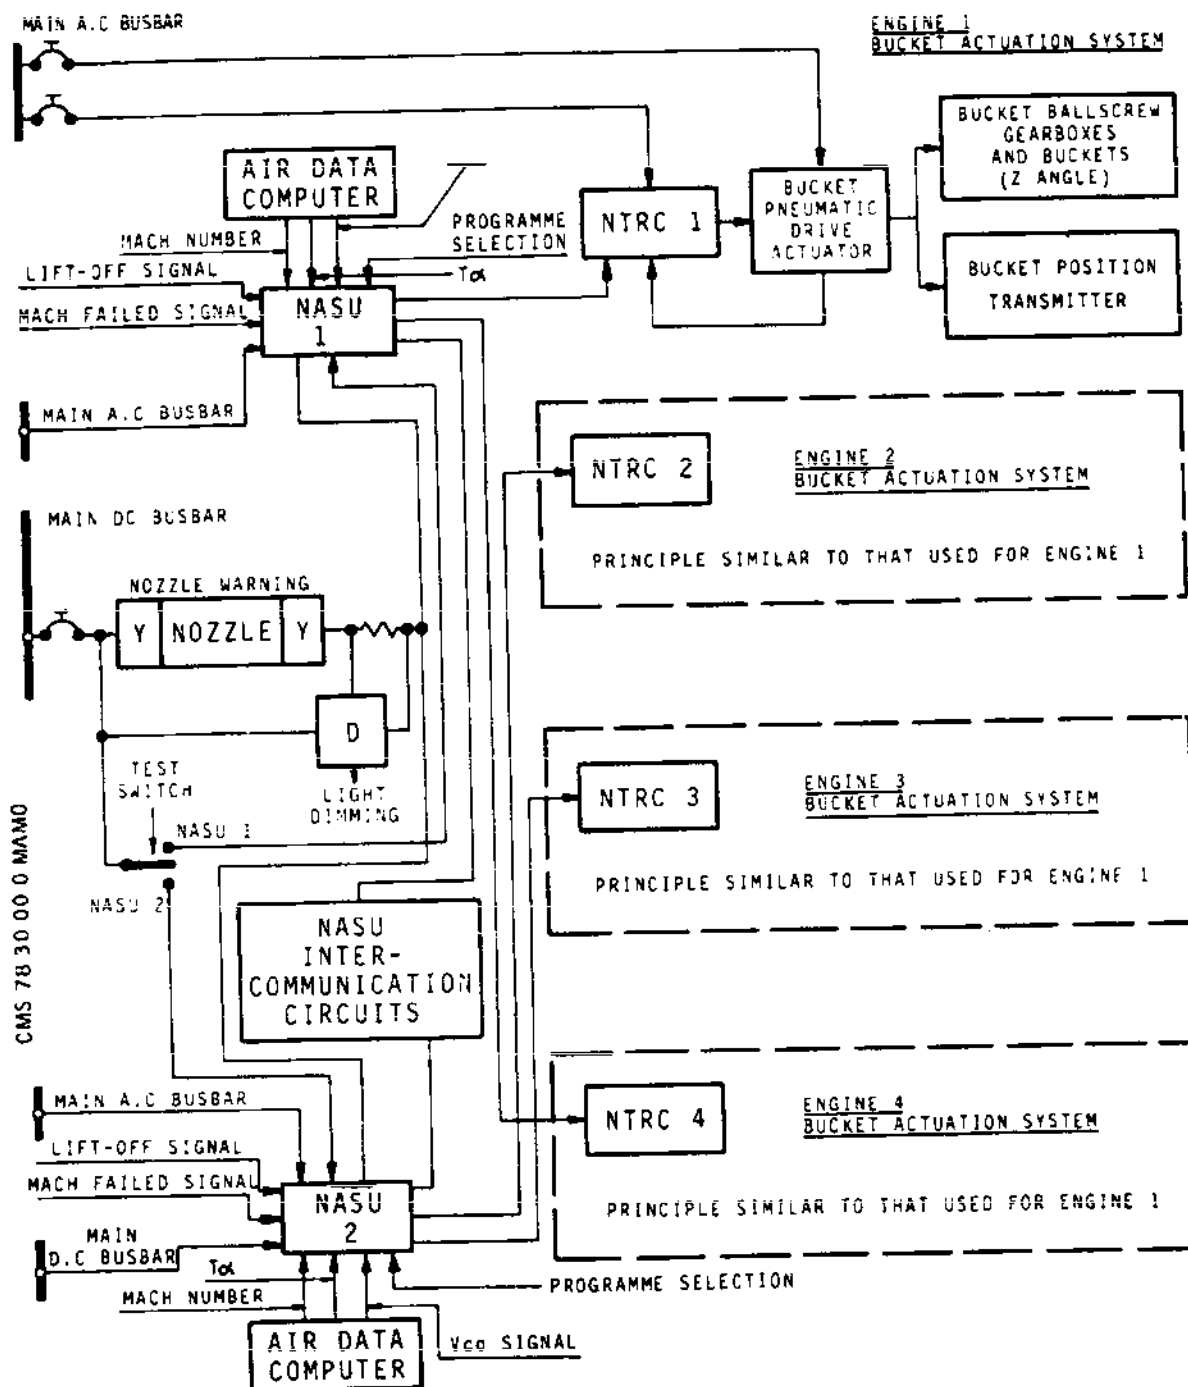 MAIN A.C BUSBAR
ENGINE 1
BUCKET ACTUATION SYSTEM
AIR DATA
COMPUTER
PROGRAMME
SELECTION
MACH NUMBER
Tα
LIFT-OFF SIGNAL
MACH FAILED SIGNAL
NASU
1
NTRC 1
BUCKET
PNEUMATIC
DRIVE
ACTUATOR
BUCKET BALLSCREW
GEARBOXES
AND BUCKETS
(Z ANGLE)
BUCKET POSITION
TRANSMITTER
MAIN A.C BUSBAR
NTRC 2
ENGINE 2
BUCKET ACTUATION SYSTEM
PRINCIPLE SIMILAR TO THAT USED FOR ENGINE 1
MAIN DC BUSBAR
NOZZLE WARNING
Y NOZZLE Y
D
LIGHT
DIMMING
TEST
SWITCH
NASU 1
NASU 2
NTRC 3
ENGINE 3
BUCKET ACTUATION SYSTEM
PRINCIPLE SIMILAR TO THAT USED FOR ENGINE 1
NASU
INTER-
COMMUNICATION
CIRCUITS
CMS 78 30 00 0 MAMO
NTRC 4
ENGINE 4
BUCKET ACTUATION SYSTEM
PRINCIPLE SIMILAR TO THAT USED FOR ENGINE 1
MAIN A.C BUSBAR
LIFT-OFF SIGNAL
MACH FAILED SIGNAL
MAIN
D.C BUSBAR
NASU
2
Tα
MACH NUMBER
PROGRAMME SELECTION
AIR DATA
COMPUTER
Vca SIGNAL